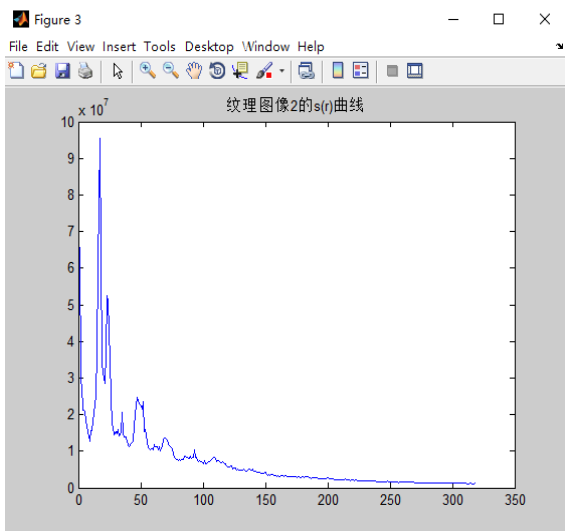 Figure 3
File Edit View Insert Tools Desktop Window Help
纹理图像2的s(r)曲线
x 10^7
10
9
8
7
6
5
4
3
2
1
0
0 50 100 150 200 250 300 350